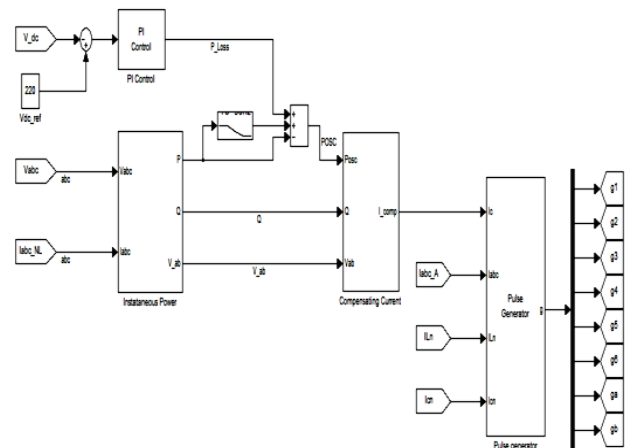 V_dc
PI
Control
PI Control
P_Loss
220
Vdc_ref
Vabc
abc
Iabc_NL
abc
Vabc
Iabc
P
Q
V_ab
Instataneous Power
POSC
Q
V_ab
Posc
Q
Vab
I_comp
Compensating Current
Iabc_A
ILn
Icn
Ic
Iabc
ILn
Icn
Pulse
Generator
g
Pulse generator
g1
g2
g3
g4
g5
g6
ga
gb